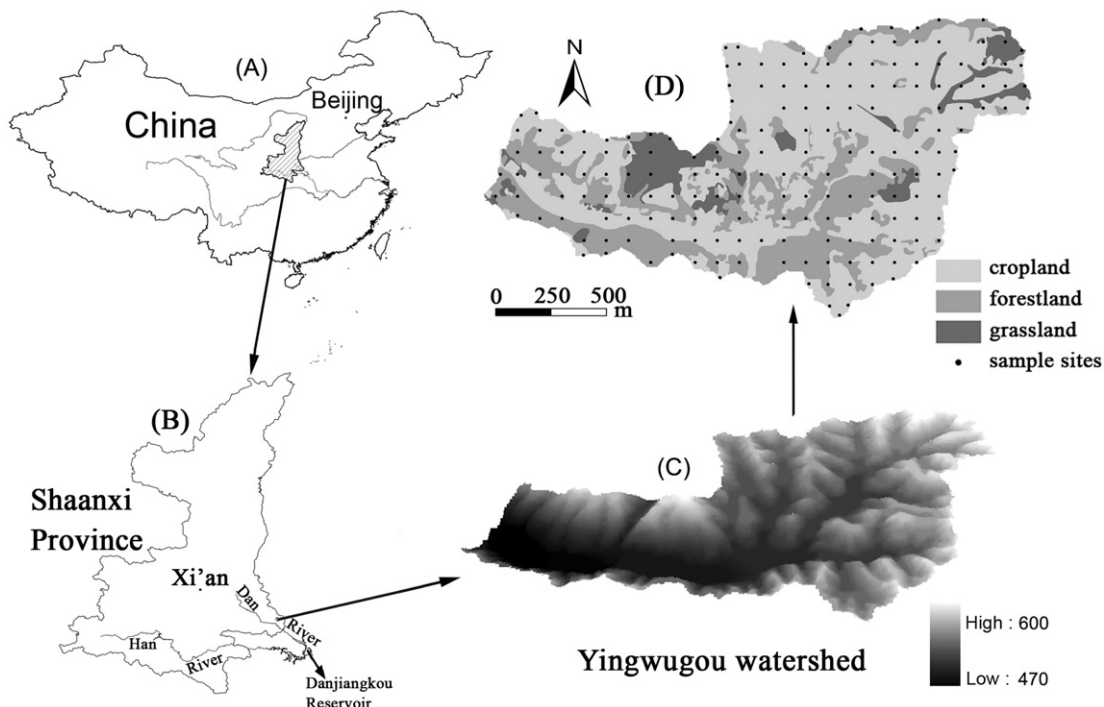 (A)
Beijing
China
N
(D)
0 250 500
m
cropland
forestland
grassland
sample sites
(B)
Shaanxi
Province
Xi’an
Dan
River
Han
River
Danjiangkou
Reservoir
(C)
High : 600
Low : 470
Yingwugou watershed